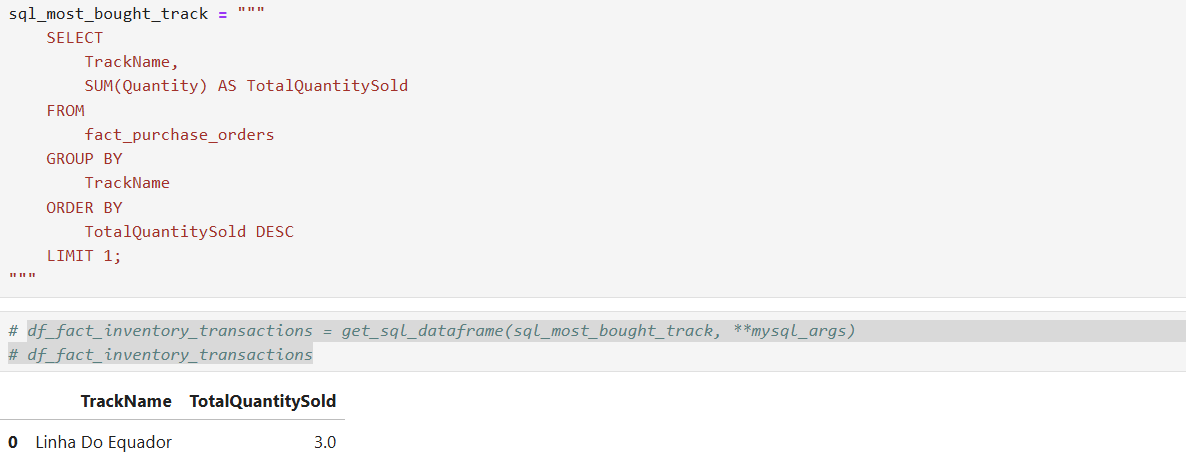 sql_most_bought_track = """
SELECT
TrackName,
SUM(Quantity) AS TotalQuantitySold
FROM
fact_purchase_orders
GROUP BY
TrackName
ORDER BY
TotalQuantitySold DESC
LIMIT 1;
"""
# df_fact_inventory_transactions = get_sql_dataframe(sql_most_bought_track, **mysql_args)
# df_fact_inventory_transactions
TrackName TotalQuantitySold
0 Linha Do Equador 3.0